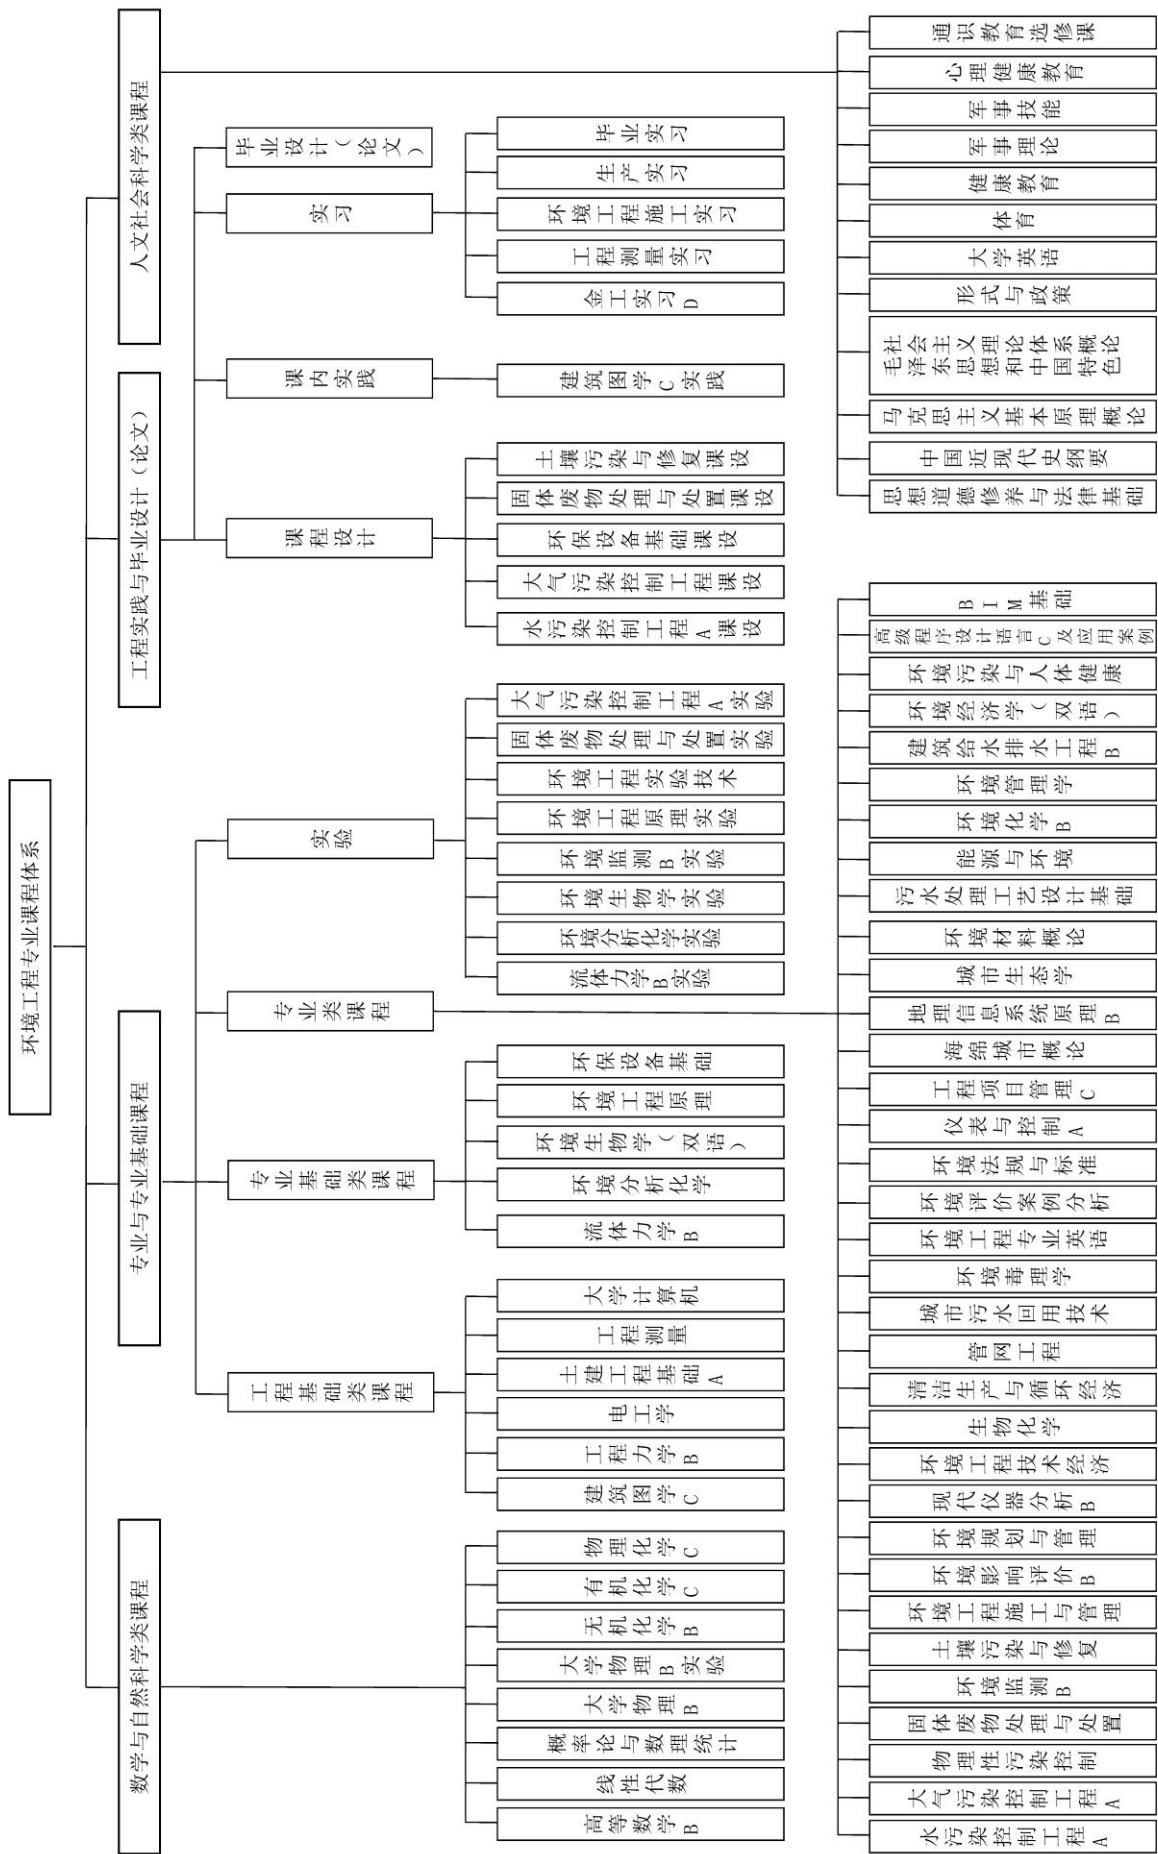 环境工程专业课程体系
数学与自然科学类课程
专业与专业基础课程
工程实践与毕业设计（论文）
人文社会科学类课程
工程基础类课程
专业基础类课程
专业类课程
实验
课程设计
课内实践
实习
毕业设计（论文）
高等数学B
线性代数
概率论与数理统计
大学物理B
大学物理B实验
无机化学B
有机化学C
物理化学C
建筑图学C
工程力学B
电工学
土建工程基础A
工程测量
大学计算机
流体力学B
环境分析化学
环境生物学（双语）
环境工程原理
环保设备基础
流体力学B实验
环境分析化学实验
环境生物学实验
环境监测B实验
环境工程原理实验
环境工程实验技术
固体废物处理与处置实验
大气污染控制工程A实验
水污染控制工程A课设
大气污染控制工程课设
环保设备基础课设
固体废物处理与处置课设
土壤污染与修复课设
建筑图学C实践
金工实习D
工程测量实习
环境工程施工实习
生产实习
毕业实习
水污染控制工程A
大气污染控制工程A
物理性污染控制
固体废物处理与处置
环境监测B
土壤污染与修复
环境工程施工与管理
环境影响评价B
环境规划与管理
现代仪器分析B
环境工程技术经济
生物化学
清洁生产与循环经济
管网工程
城市污水回用技术
环境毒理学
环境工程专业英语
环境评价案例分析
环境法规与标准
仪表与控制A
工程项目管理C
海绵城市概论
地理信息系统原理B
城市生态学
环境材料概论
污水处理工艺设计基础
能源与环境
环境化学B
环境管理学
建筑给水排水工程B
环境经济学（双语）
环境污染与人体健康
高级程序设计语言C及应用案例
BIM基础
思想道德修养与法律基础
中国近现代史纲要
马克思主义基本原理概论
毛泽东思想和中国特色
社会主义理论体系概论
形式与政策
大学英语
体育
健康教育
军事理论
军事技能
心理健康教育
通识教育选修课